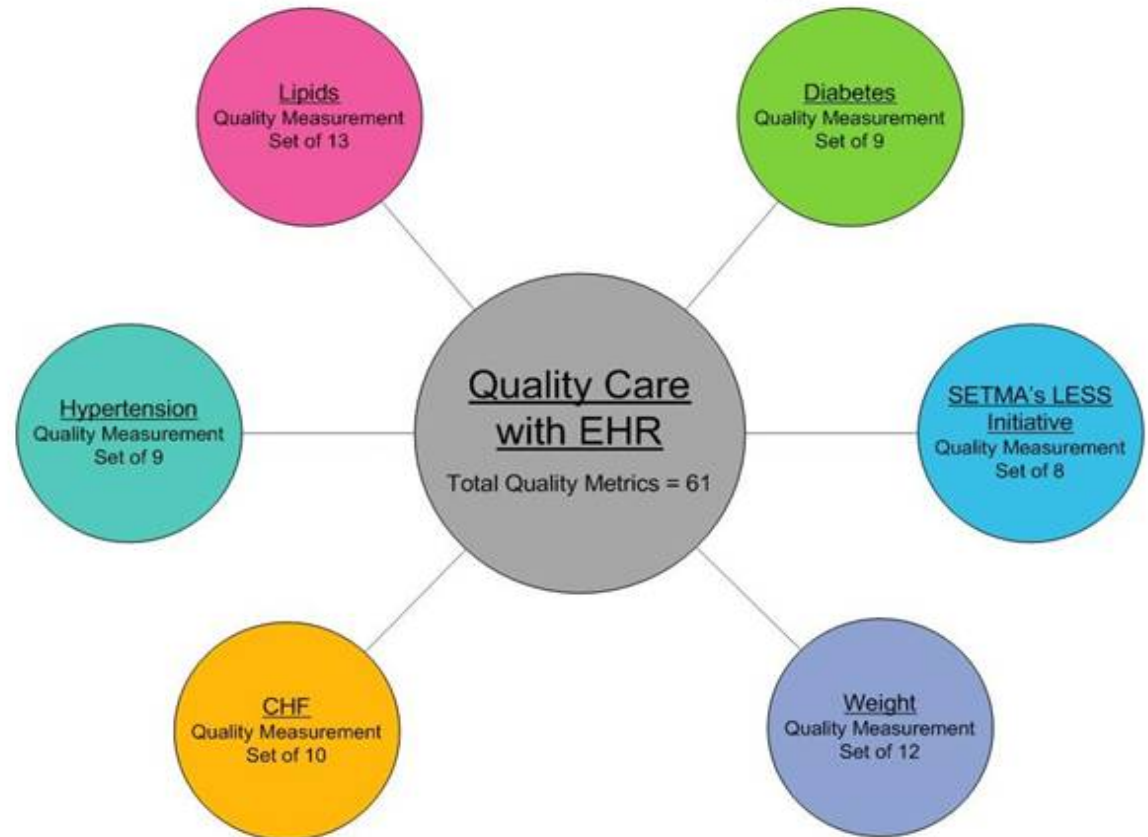 Lipids
Quality Measurement
Set of 13
Diabetes
Quality Measurement
Set of 9
Hypertension
Quality Measurement
Set of 9
Quality Care
with EHR
Total Quality Metrics = 61
SETMA's LESS
Initiative
Quality Measurement
Set of 8
CHF
Quality Measurement
Set of 10
Weight
Quality Measurement
Set of 12